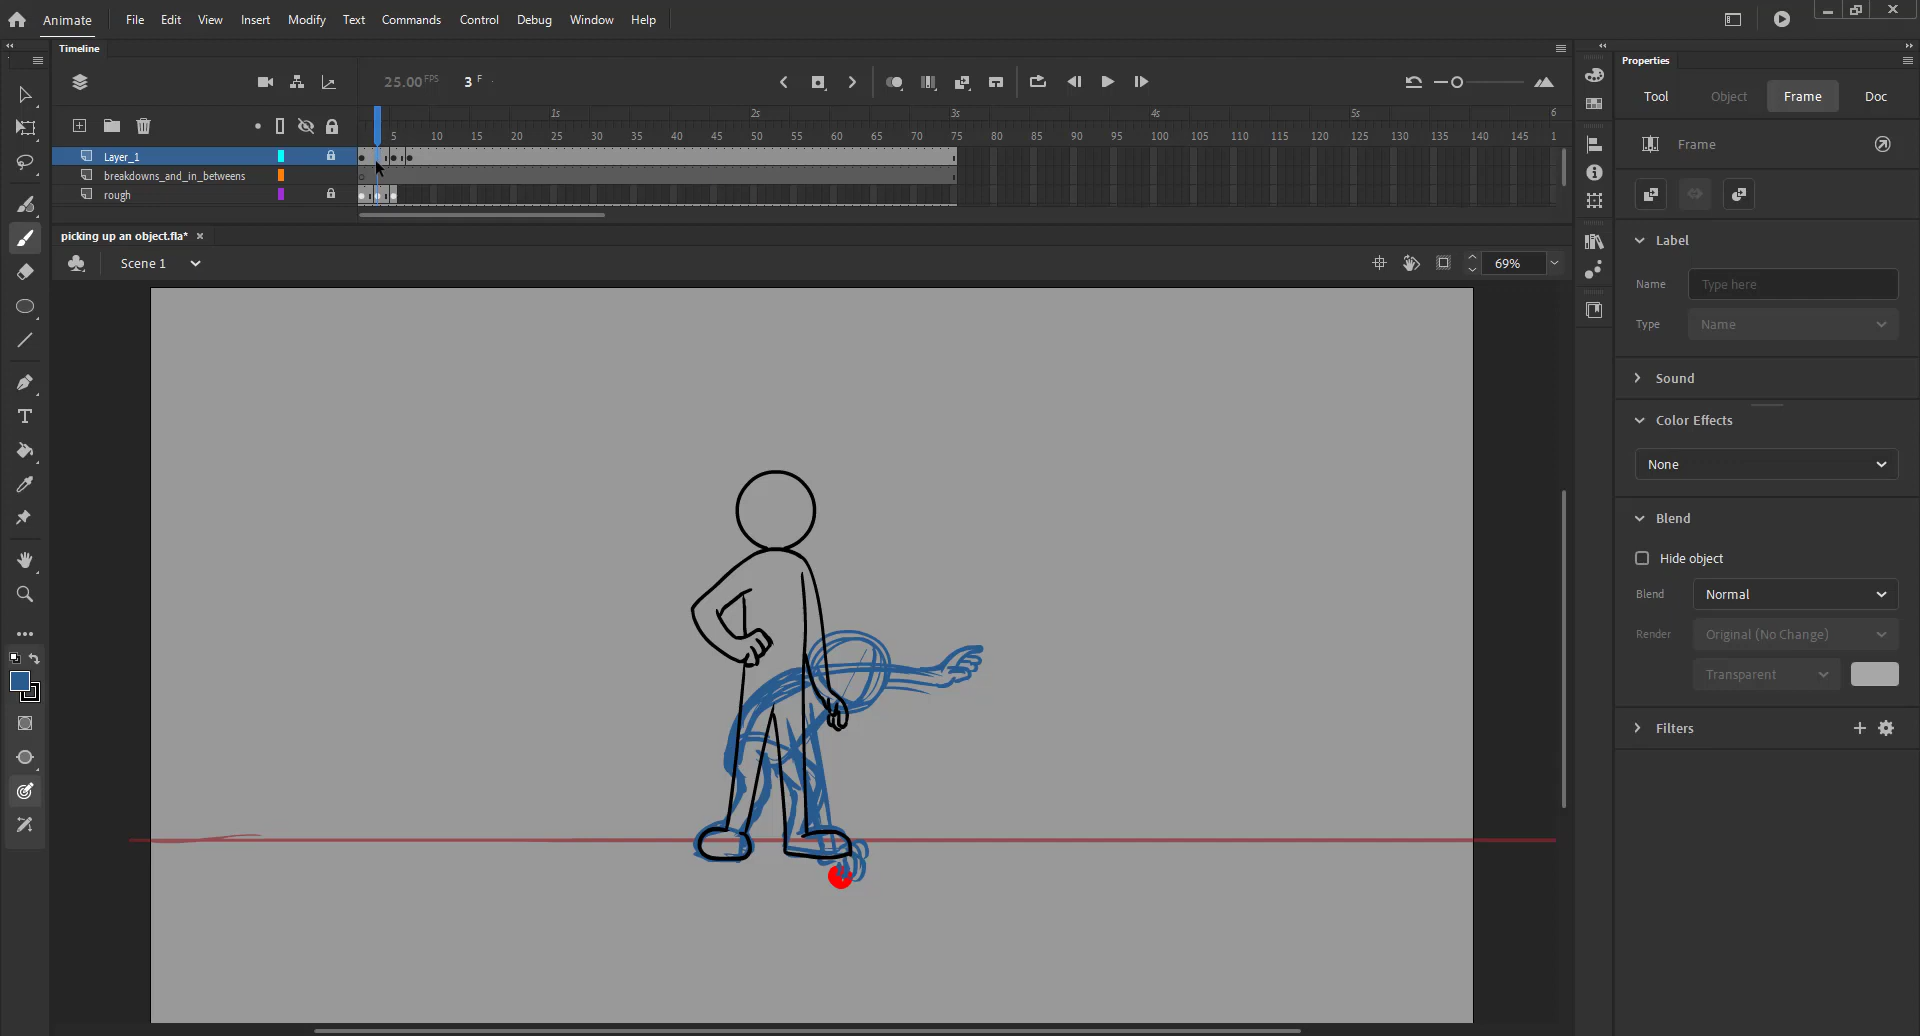 Animate File Edit View Insert Modify Text Commands Control Debug Window Help
Timeline
25.00 FPS 3 F
1s 2s 3s 4s 5s 6
5 10 15 20 25 30 35 40 45 50 55 60 65 70 75 80 85 90 95 100 105 110 115 120 125 130 135 140 145 1
Layer_1
breakdowns_and_in_betweens
rough
picking up an object.fla*
Scene 1
69%
Properties
Tool Object Frame Doc
Frame
Label
Name Type here
Type Name
Sound
Color Effects
None
Blend
Hide object
Blend Normal
Render Original (No Change)
Transparent
Filters